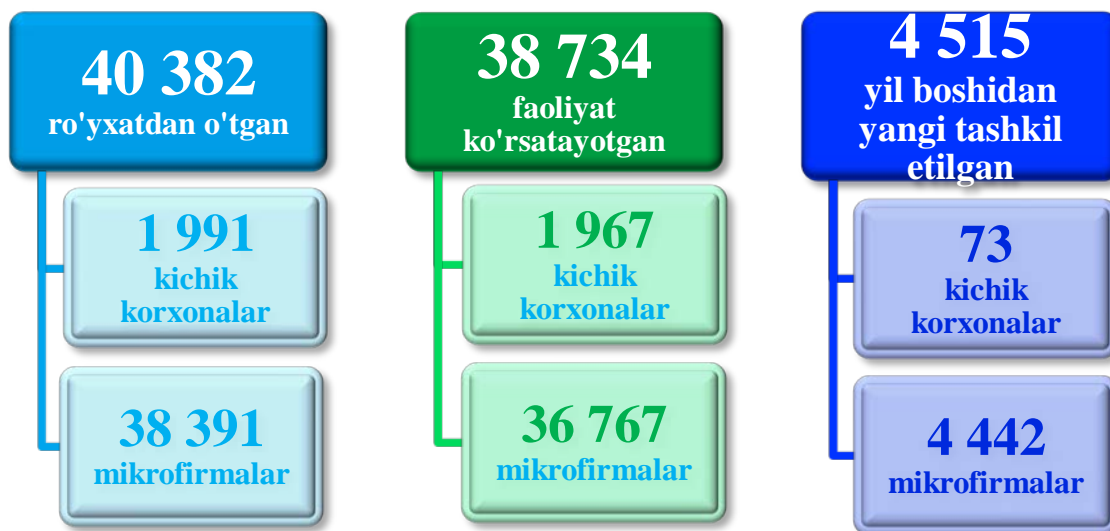 40 382
ro'yxatdan o'tgan
1 991
kichik
korxonalar
38 391
mikrofirmalar
38 734
faoliyat
ko'rsatayotgan
1 967
kichik
korxonalar
36 767
mikrofirmalar
4 515
yil boshidan
yangi tashkil
etilgan
73
kichik
korxonalar
4 442
mikrofirmalar